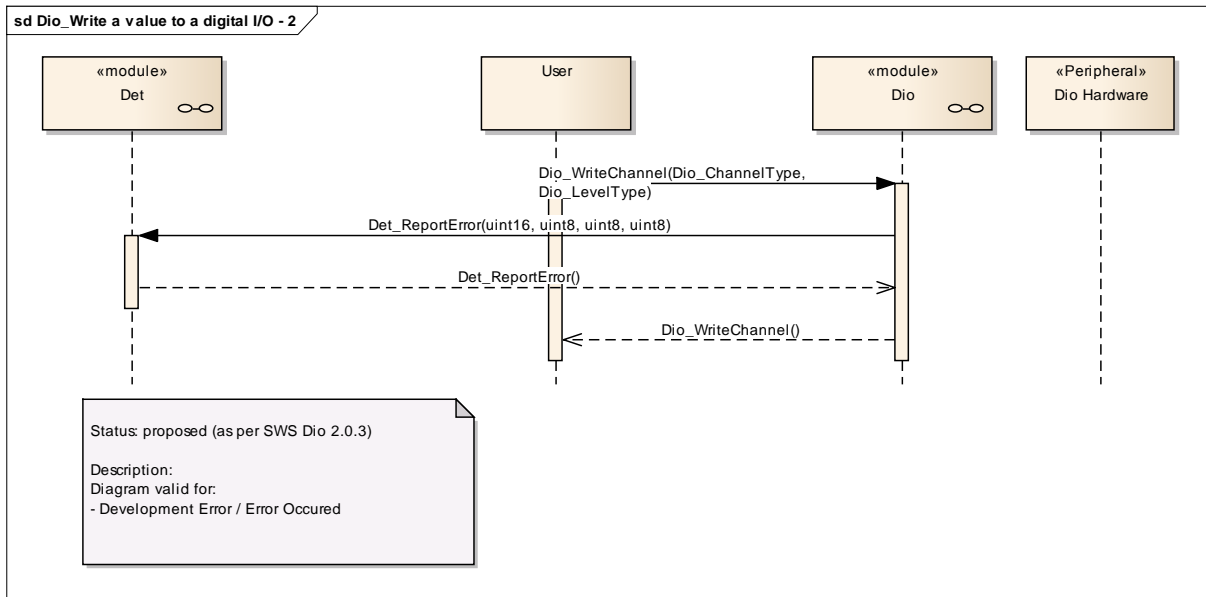 sd Dio_Write a value to a digital I/O - 2
«module»
Det
User
«module»
Dio
«Peripheral»
Dio Hardware
Dio_WriteChannel(Dio_ChannelType,
Dio_LevelType)
Det_ReportError(uint16, uint8, uint8, uint8)
Det_ReportError()
Dio_WriteChannel()
Status: proposed (as per SWS Dio 2.0.3)
Description:
Diagram valid for:
- Development Error / Error Occured